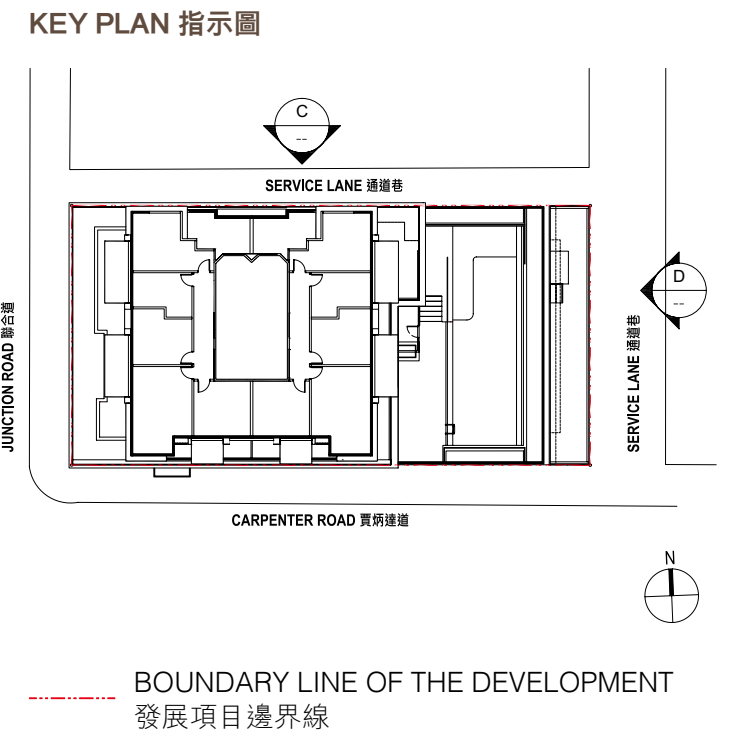 KEY PLAN 指示圖
C
--
SERVICE LANE 通道巷
D
--
JUNCTION ROAD 聯合道
SERVICE LANE 通道巷
CARPENTER ROAD 賈炳達道
N
BOUNDARY LINE OF THE DEVELOPMENT
發展項目邊界線